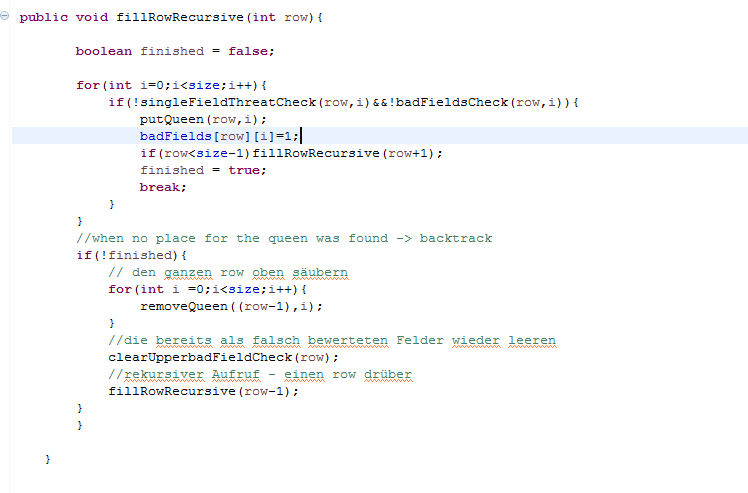 public void fillRowRecursive(int row){
boolean finished = false;
for(int i=0;i<size;i++){
if(!singleFieldThreatCheck(row,i)&&!badFieldsCheck(row,i)){
putQueen(row,i);
badFields[row][i]=1;
if(row<size-1)fillRowRecursive(row+1);
finished = true;
break;
}
}
//when no place for the queen was found -> backtrack
if(!finished){
// den ganzen row oben säubern
for(int i =0;i<size;i++){
removeQueen((row-1),i);
}
//die bereits als falsch bewerteten Felder wieder leeren
clearUpperbadFieldCheck(row);
//rekursiver Aufruf - einen row drüber
fillRowRecursive(row-1);
}
}
}